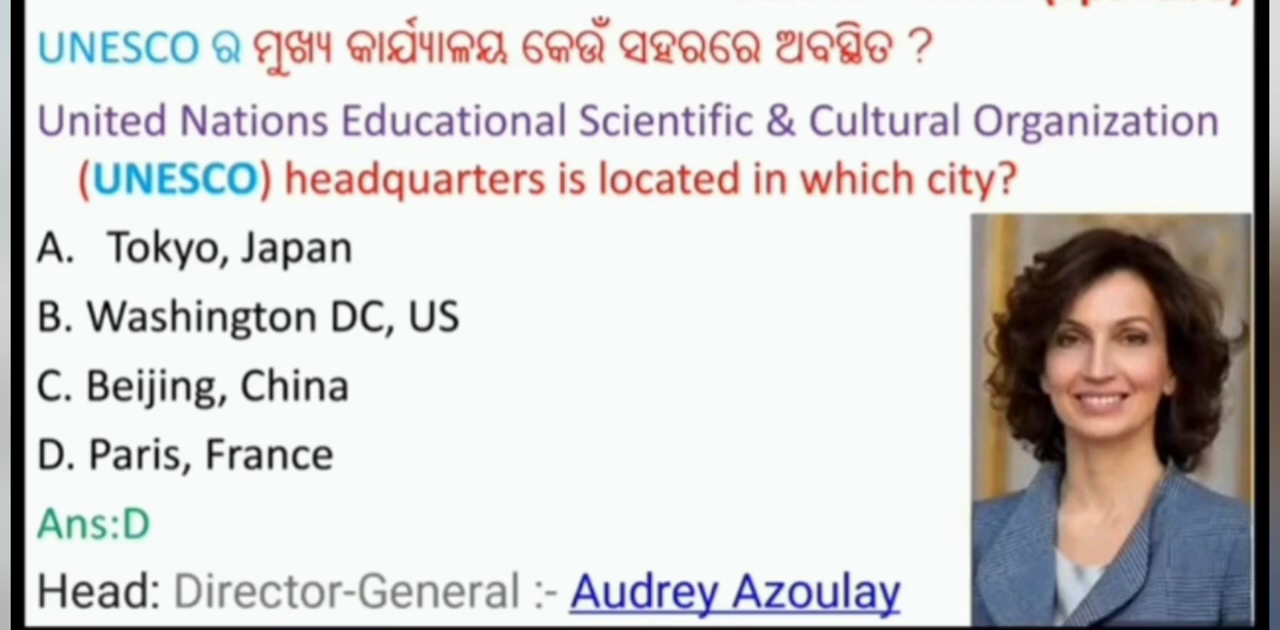 UNESCO ର ମୁଖ୍ୟ କାର୍ଯ୍ୟାଳୟ କେଉଁ ସହରରେ ଅବସ୍ଥିତ ?
United Nations Educational Scientific & Cultural Organization
(UNESCO) headquarters is located in which city?
A. Tokyo, Japan
B. Washington DC, US
C. Beijing, China
D. Paris, France
Ans:D
Head: Director-General :- Audrey Azoulay